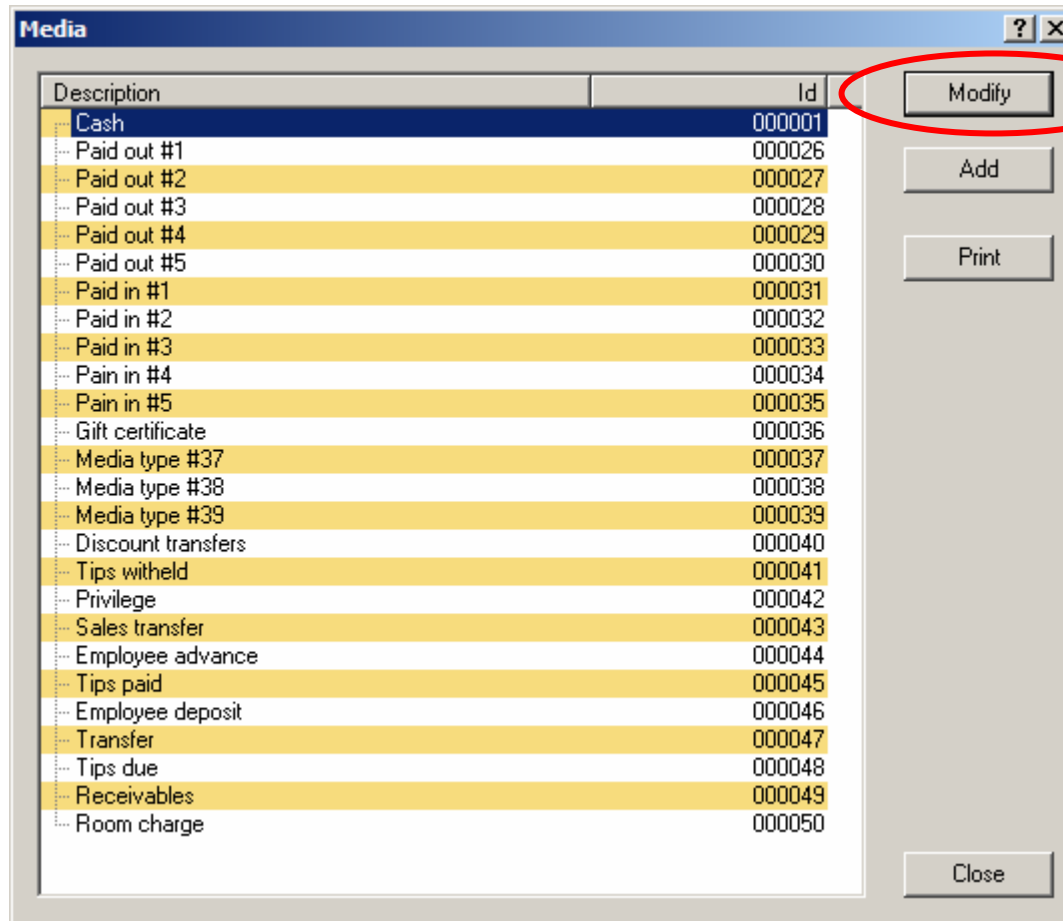 Media
Description Id
Modify
Cash 000001
Paid out #1 000026
Add
Paid out #2 000027
Paid out #3 000028
Paid out #4 000029
Paid out #5 000030
Print
Paid in #1 000031
Paid in #2 000032
Paid in #3 000033
Pain in #4 000034
Pain in #5 000035
Gift certificate 000036
Media type #37 000037
Media type #38 000038
Media type #39 000039
Discount transfers 000040
Tips witheld 000041
Privilege 000042
Sales transfer 000043
Employee advance 000044
Tips paid 000045
Employee deposit 000046
Transfer 000047
Tips due 000048
Receivables 000049
Room charge 000050
Close